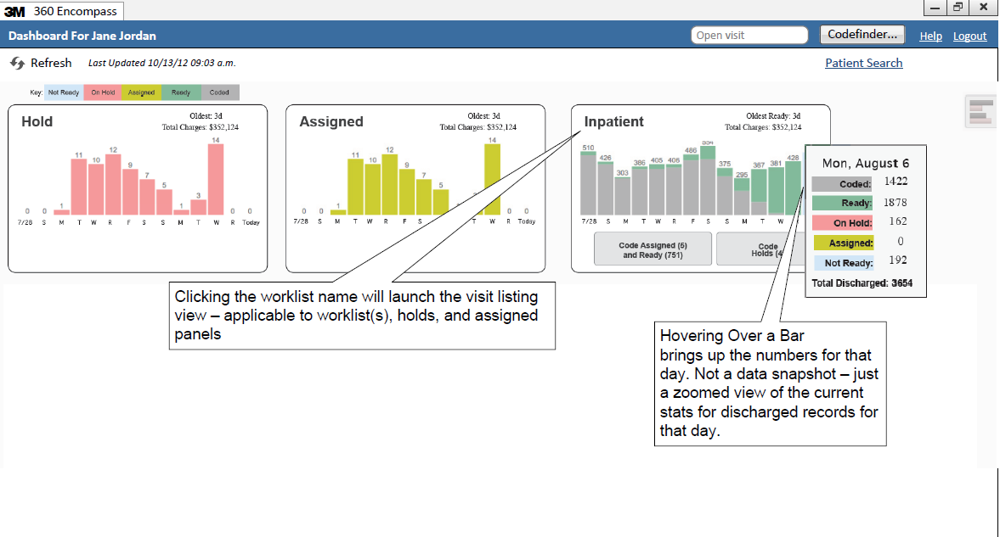 3M 360 Encompass
Dashboard For Jane Jordan
Open visit
Codefinder...
Help
Logout
Refresh
Last Updated 10/13/12 09:03 a.m.
Patient Search
Key: Not Ready On Hold Assigned Ready Coded
Hold
Oldest: 3d
Total Charges: $352,124
0 0 1 11 10 12 9 7 5 1 3 14 0 0
7/28 S M T W R F S S M T W R Today
Assigned
Oldest: 3d
Total Charges: $352,124
0 0 1 11 10 12 9 7 5 14 0 0
7/28 S M T W R F S T W R Today
Inpatient
Oldest Ready: 3d
Total Charges: $352,124
510 426 303 386 405 406 486 375 295 367 381 428
7/28 S M T W R F S S M T W
Code Assigned (5)
and Ready (751)
Code
Holds (4
Mon, August 6
Coded: 1422
Ready: 1878
On Hold: 162
Assigned: 0
Not Ready: 192
Total Discharged: 3654
Clicking the worklist name will launch the visit listing
view – applicable to worklist(s), holds, and assigned
panels
Hovering Over a Bar
brings up the numbers for that
day. Not a data snapshot – just
a zoomed view of the current
stats for discharged records for
that day.